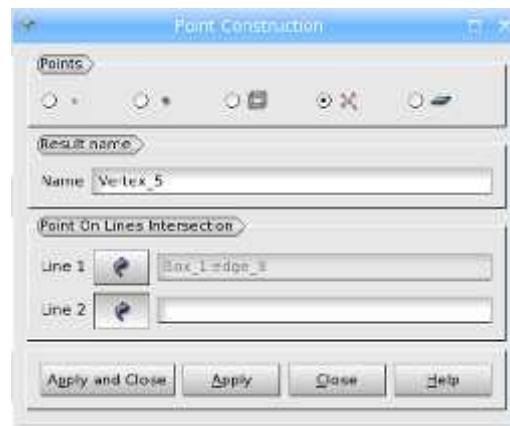 Point Construction
Points
Result name
Name Vertex_5
Point On Lines Intersection
Line 1 Box_1:edge_8
Line 2
Apply and Close Apply Close Help